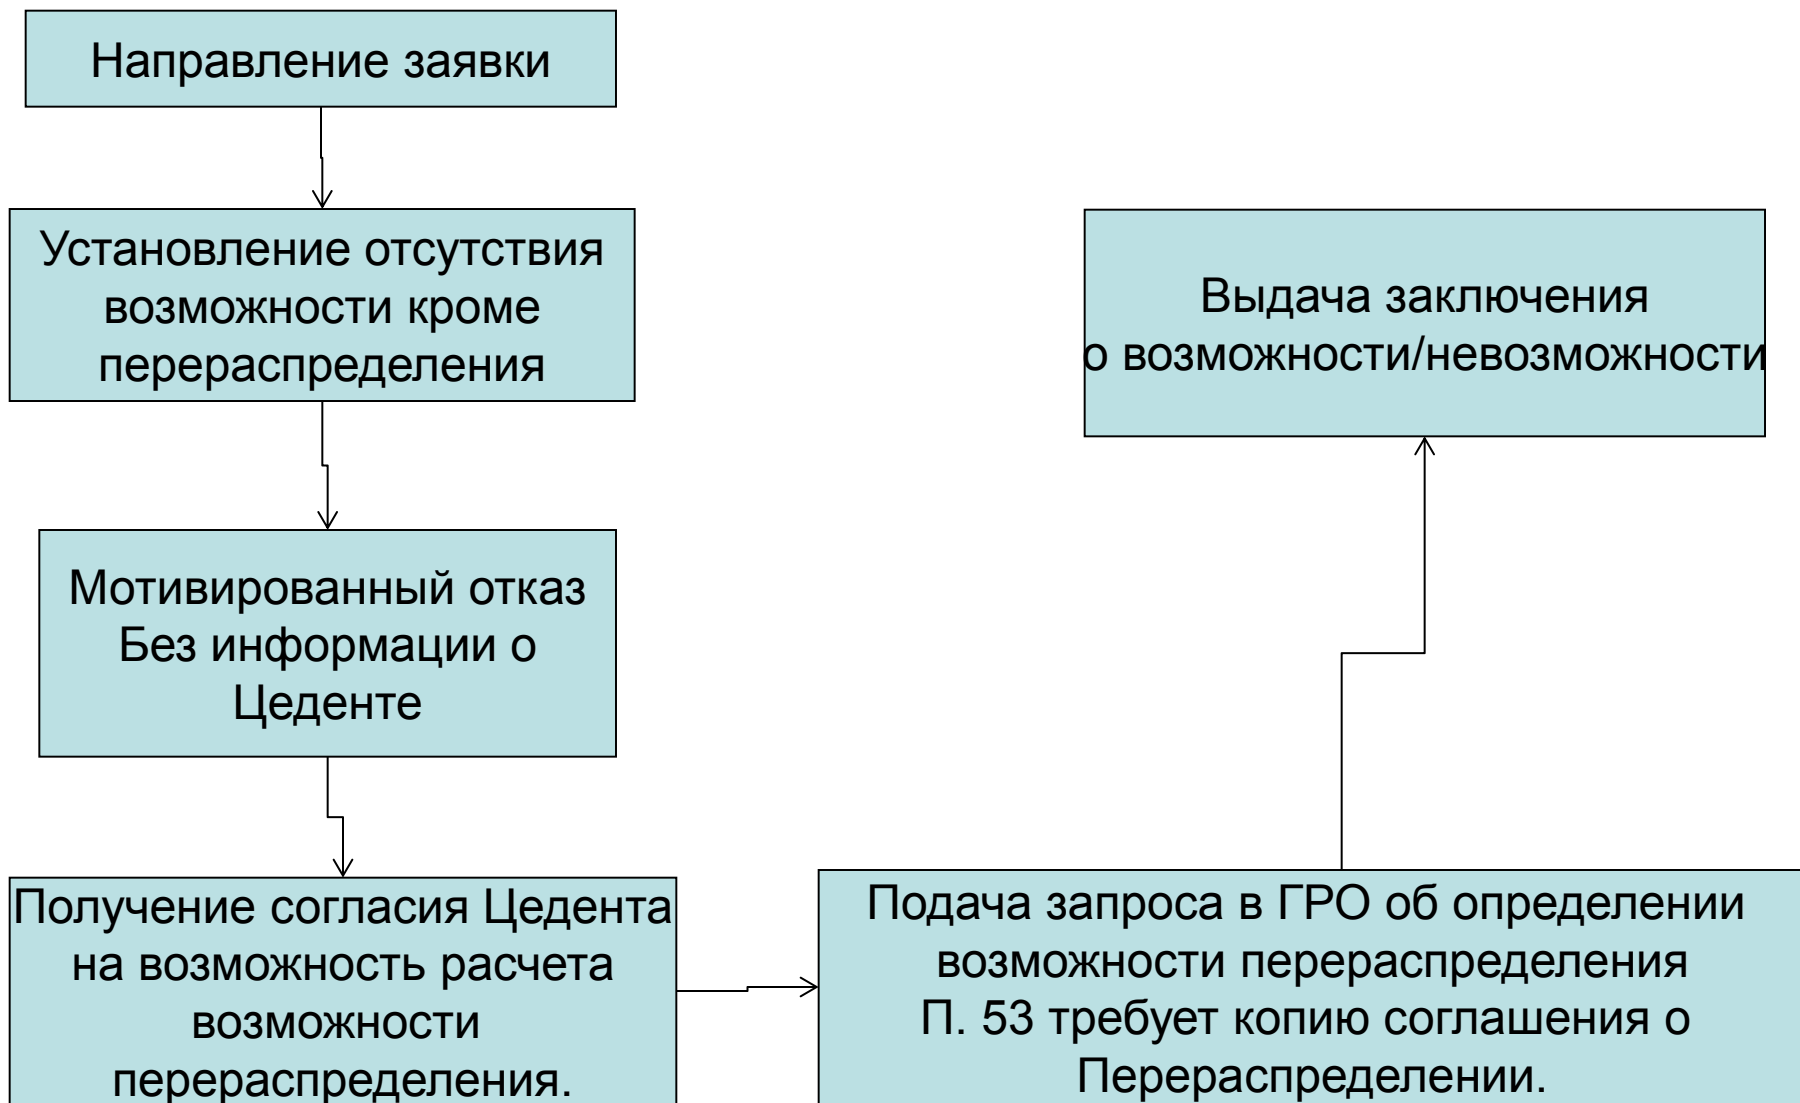 Направление заявки
Установление отсутствия
возможности кроме
перераспределения
Мотивированный отказ
Без информации о
Цеденте
Получение согласия Цедента
на возможность расчета
возможности
перераспределения.
Подача запроса в ГРО об определении
возможности перераспределения
П. 53 требует копию соглашения о
Перераспределении.
Выдача заключения
о возможности/невозможности